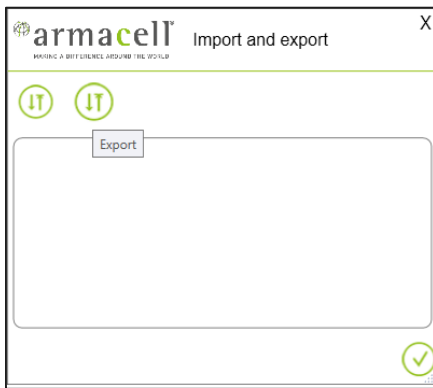 armacell®
MAKING A DIFFERENCE AROUND THE WORLD
Import and export
X
Export